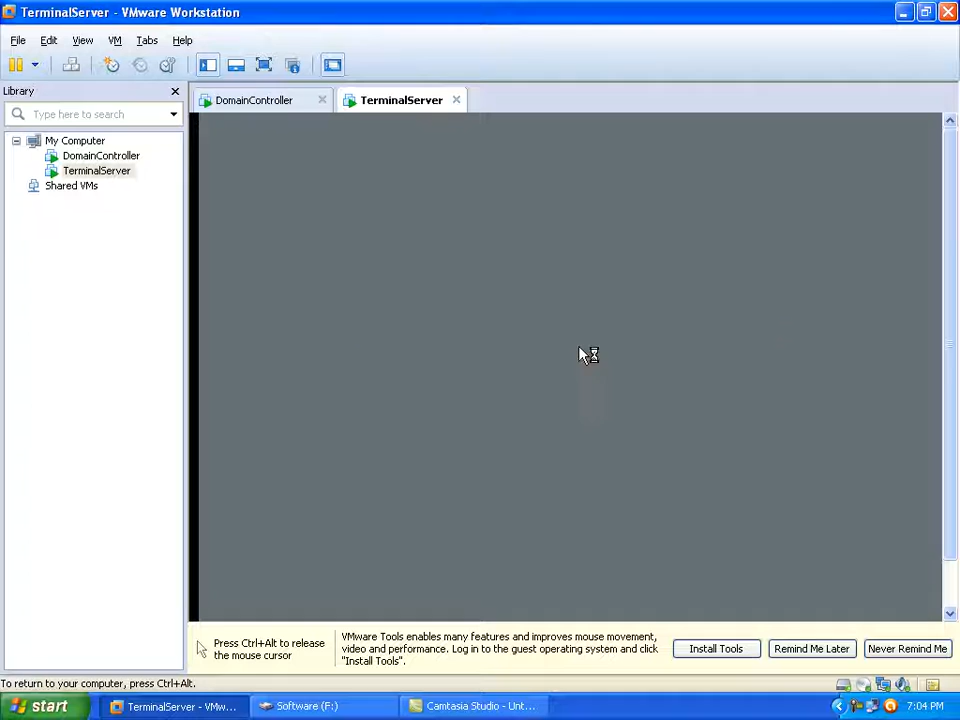 TerminalServer - VMware Workstation
File Edit View VM Tabs Help
Library
Type here to search
My Computer
DomainController
TerminalServer
Shared VMs
DomainController
TerminalServer
Press Ctrl+Alt to release
the mouse cursor
VMware Tools enables many features and improves mouse movement,
video and performance. Log in to the guest operating system and click
"Install Tools".
Install Tools
Remind Me Later
Never Remind Me
To return to your computer, press Ctrl+Alt.
start
TerminalServer - VMw...
Software (F:)
Camtasia Studio - Unt...
7:04 PM